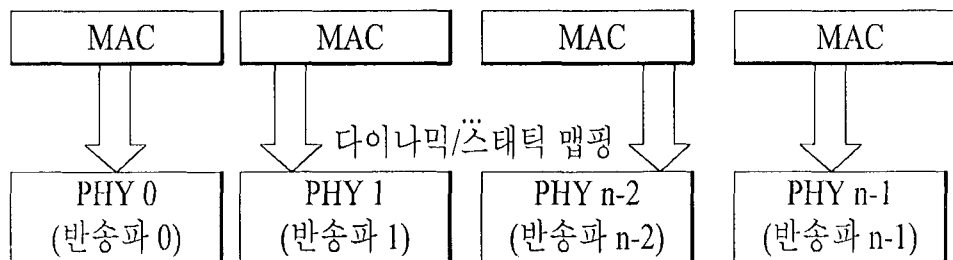 MAC MAC MAC MAC
...
다이나믹/스태틱 맵핑
PHY 0 PHY 1 PHY n-2 PHY n-1
(반송파 0) (반송파 1) (반송파 n-2) (반송파 n-1)